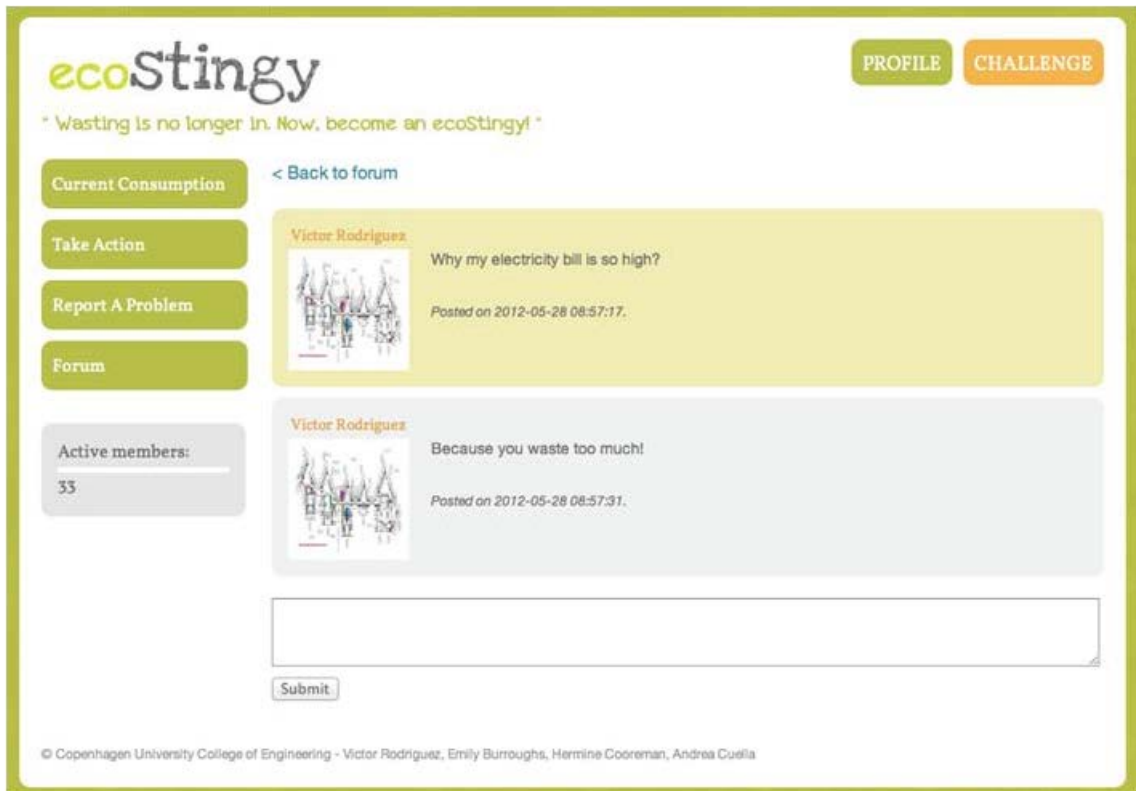 ecoStingy
PROFILE
CHALLENGE
" Wasting is no longer in. Now, become an ecoStingy! "
Current Consumption
Take Action
Report A Problem
Forum
Active members:
33
< Back to forum
Victor Rodriguez
Why my electricity bill is so high?
Posted on 2012-05-28 08:57:17.
Victor Rodriguez
Because you waste too much!
Posted on 2012-05-28 08:57:31.
Submit
© Copenhagen University College of Engineering - Victor Rodriguez, Emily Burroughs, Hermine Cooreman, Andrea Cuella